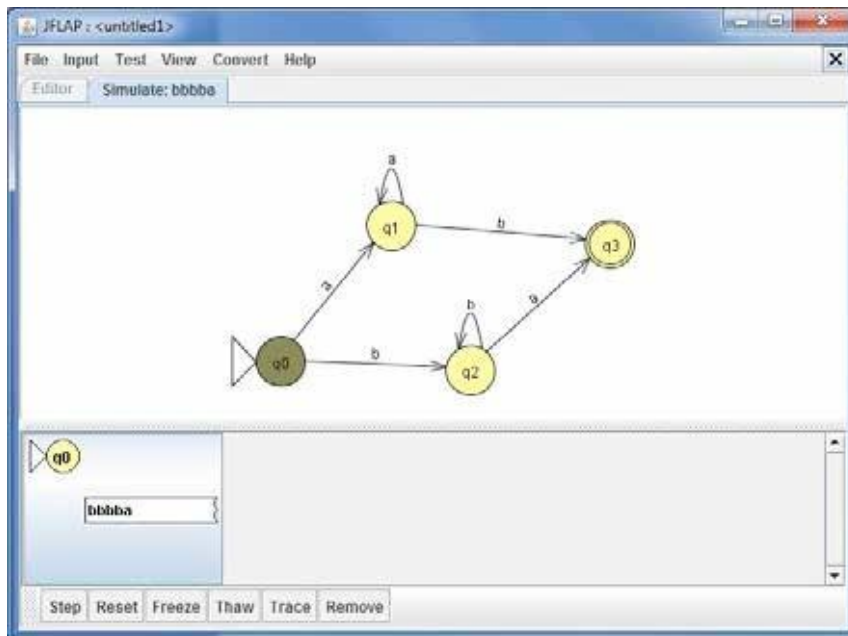 JFLAP : <untitled1>
File Input Test View Convert Help
Editor Simulate: bbbba
a
q1
b
q3
a
b
a
q0
b
q2
q0
bbbba
Step Reset Freeze Thaw Trace Remove